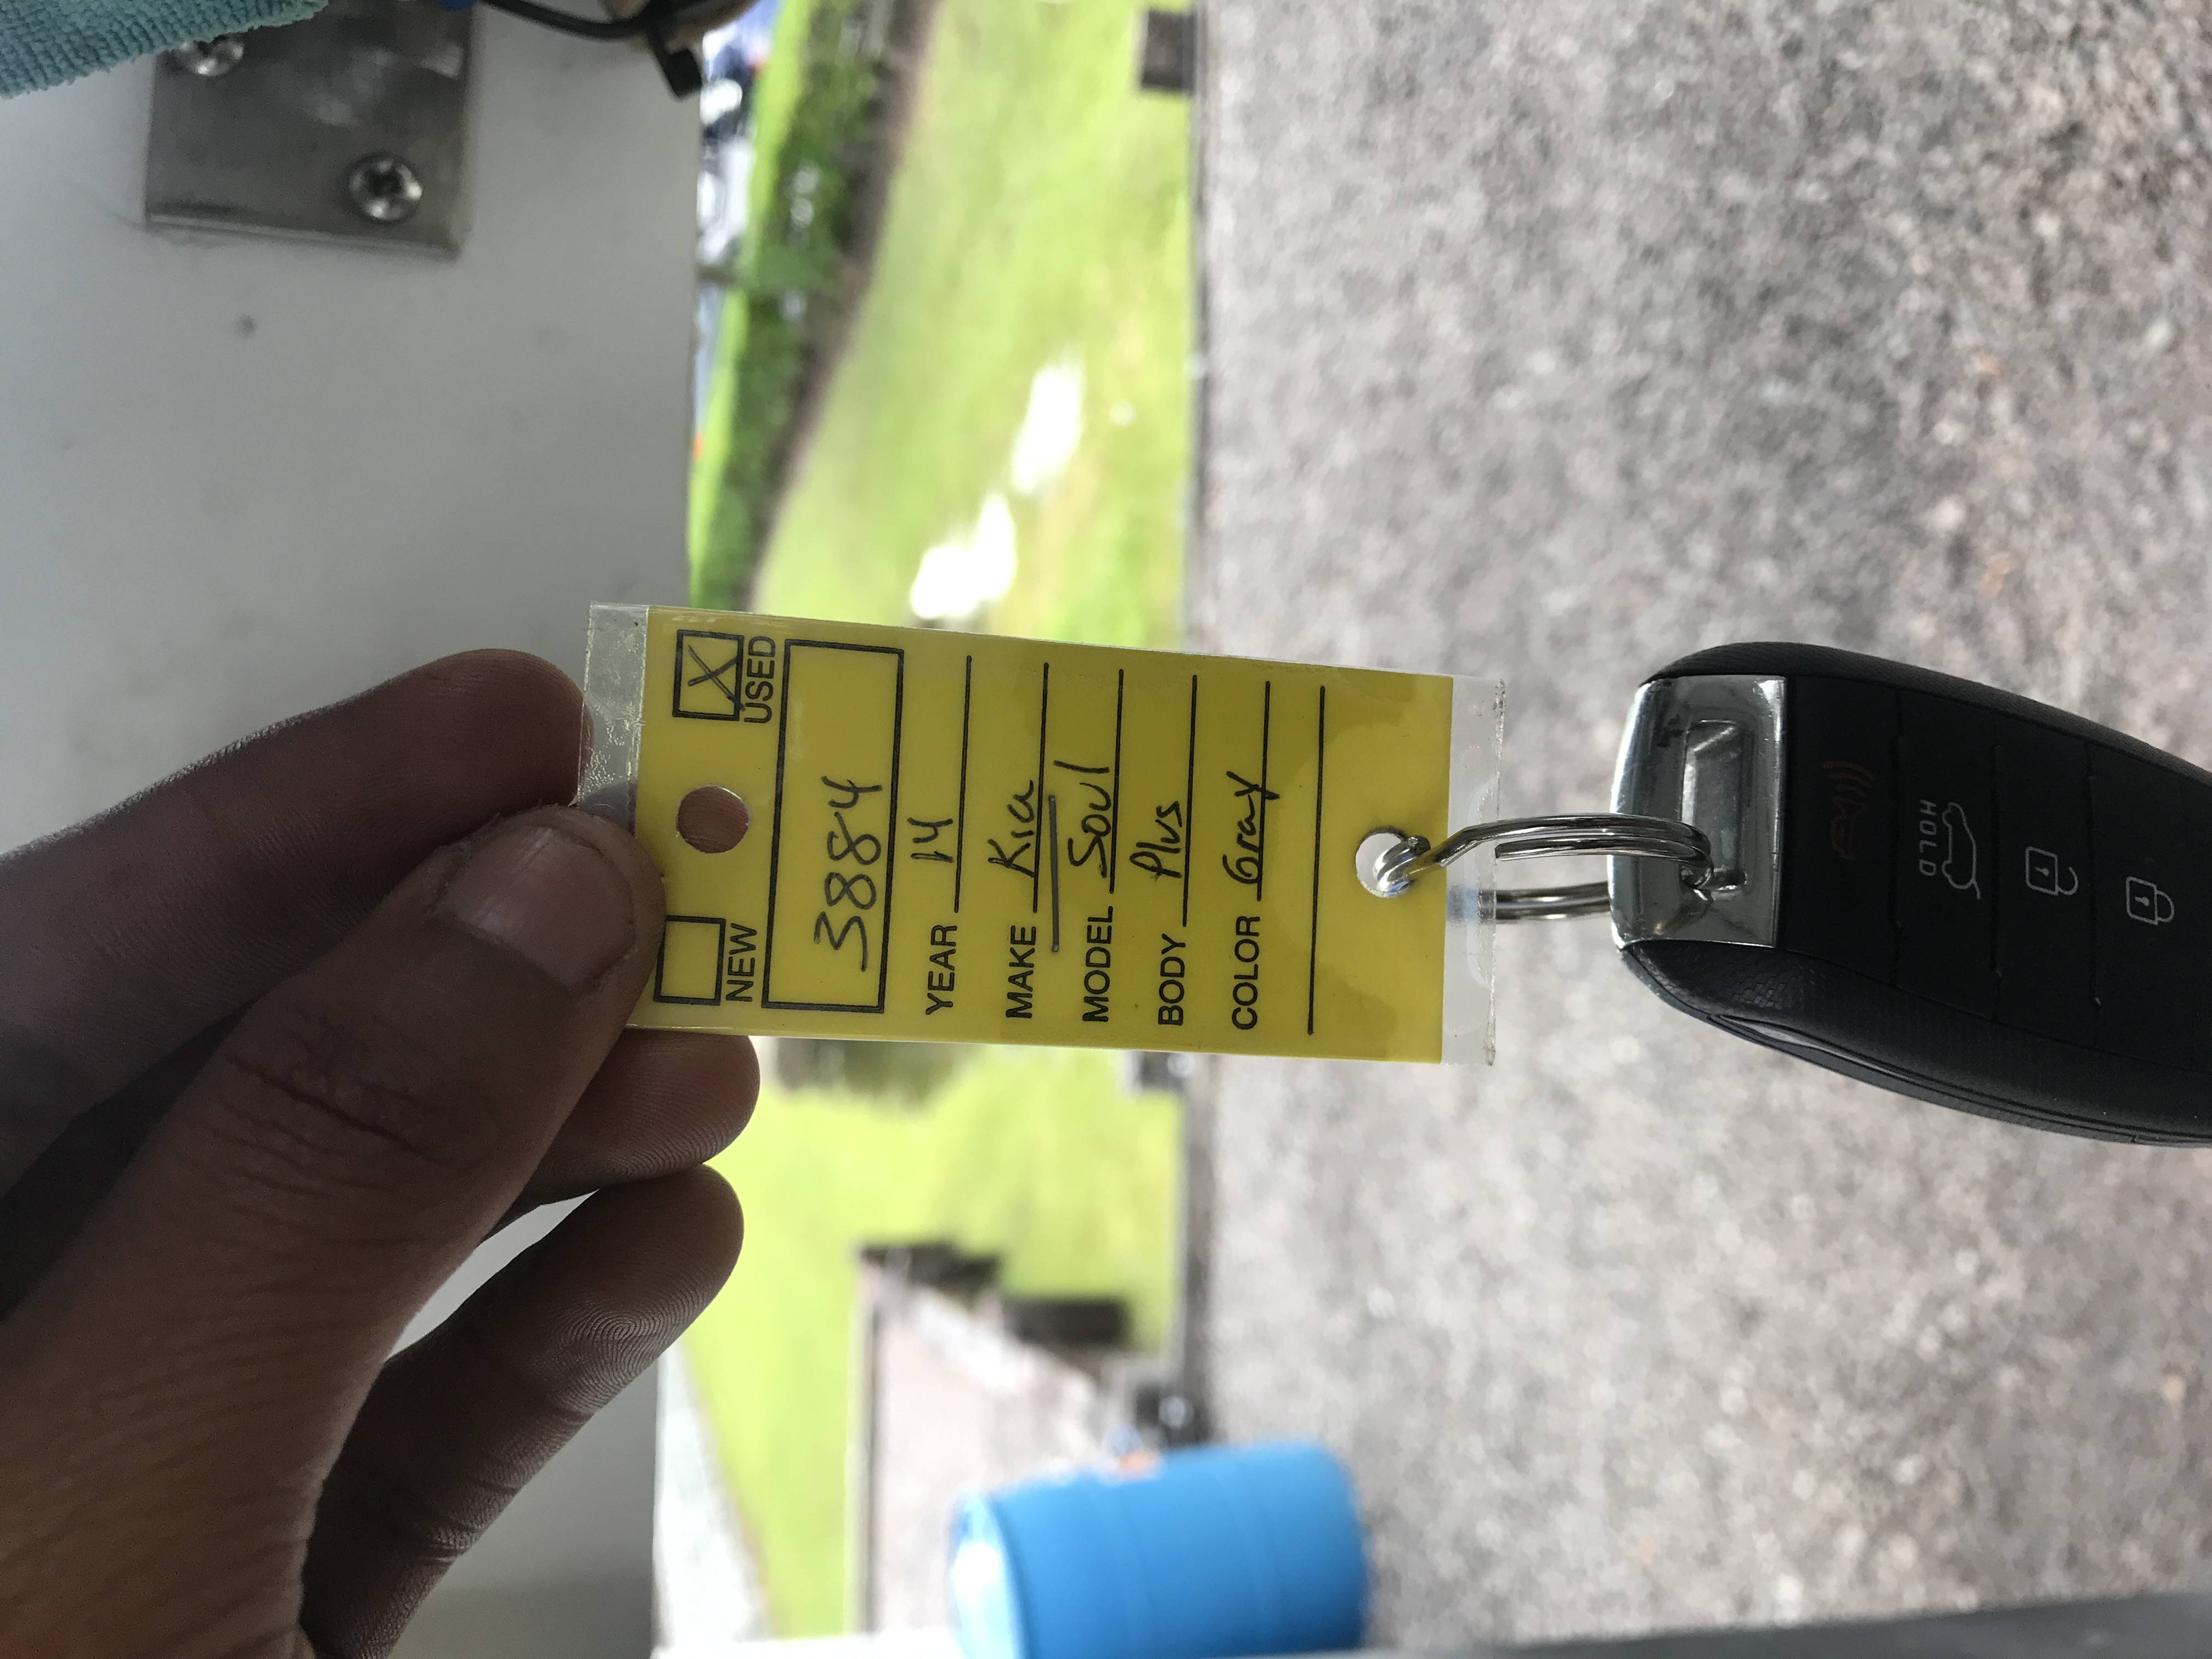 X
NEW USED
3884
YEAR 14
MAKE Kia
MODEL Soul
BODY Plus
COLOR Gray
HOLD